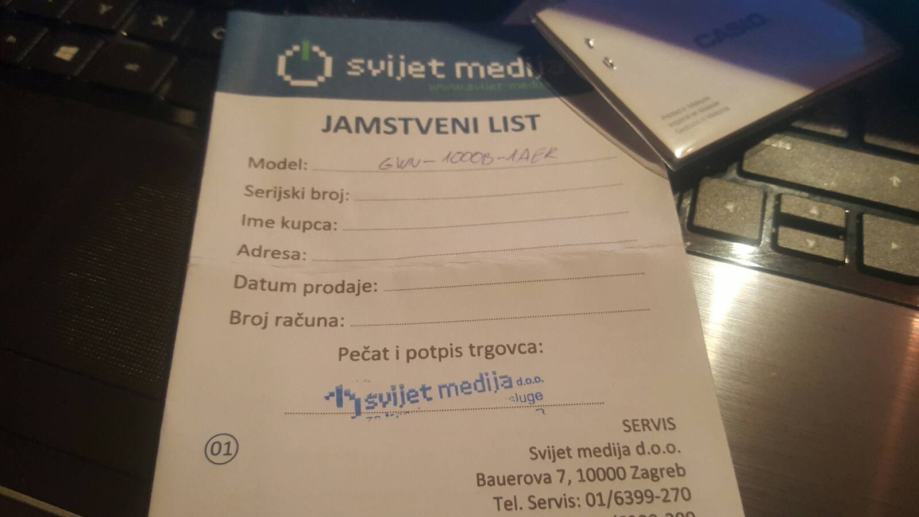 svijet medija
JAMSTVENI LIST
Model: GWN-1000B-1AER
Serijski broj:
Ime kupca:
Adresa:
Datum prodaje:
Broj računa:
Pečat i potpis trgovca:
svijet medija d.o.o.
01
SERVIS
Svijet medija d.o.o.
Bauerova 7, 10000 Zagreb
Tel. Servis: 01/6399-270
CASIO